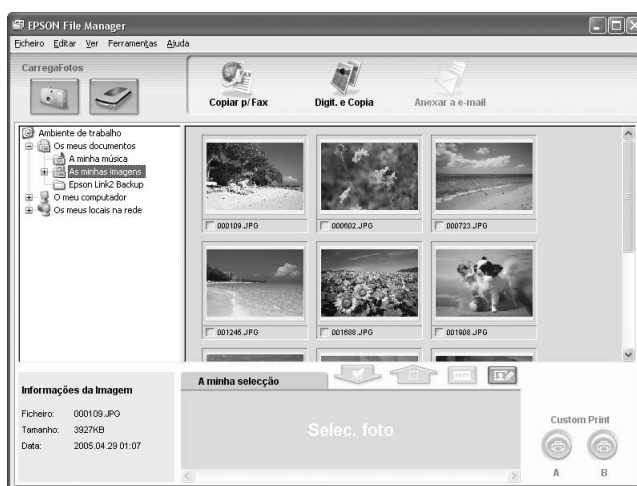 EPSON File Manager
Ficheiro Editar Ver Ferramentas Ajuda
CarregaFotos
Copiar p/ Fax
Digit. e Copia
Anexar a e-mail
FAX
Ambiente de trabalho
Os meus documentos
A minha música
As minhas imagens
Epson Link2 Backup
O meu computador
Os meus locais na rede
000109.JPG
000602.JPG
000723.JPG
001246.JPG
001688.JPG
001908.JPG
Informações da Imagem
Ficheiro: 000109.JPG
Tamanho: 3927KB
Data: 2005.04.29 01:07
A minha selecção
Selec. foto
Custom Print
A B